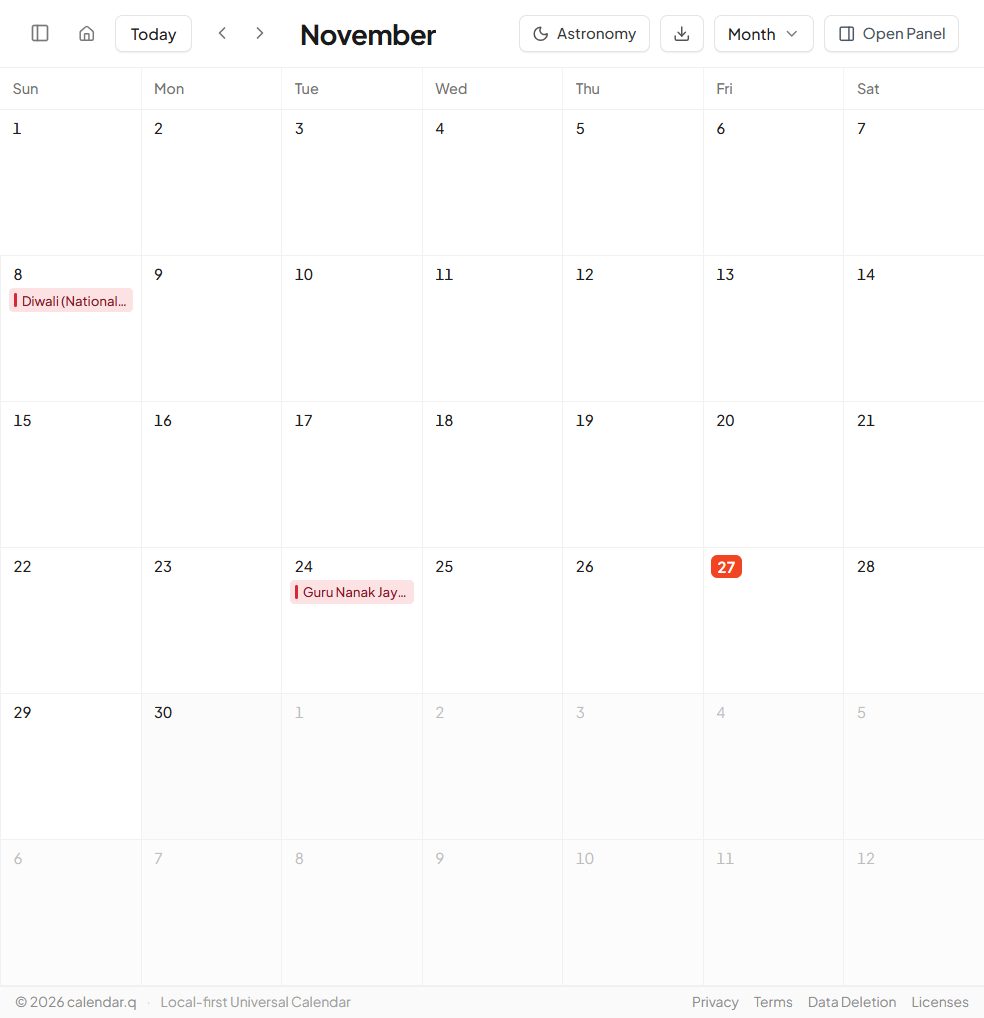 Today November Astronomy Month Open Panel
Sun Mon Tue Wed Thu Fri Sat
1 2 3 4 5 6 7
8 9 10 11 12 13 14
Diwali (National...
15 16 17 18 19 20 21
22 23 24 25 26 27 28
Guru Nanak Jay...
29 30 1 2 3 4 5
6 7 8 9 10 11 12
© 2026 calendar.q · Local-first Universal Calendar Privacy Terms Data Deletion Licenses